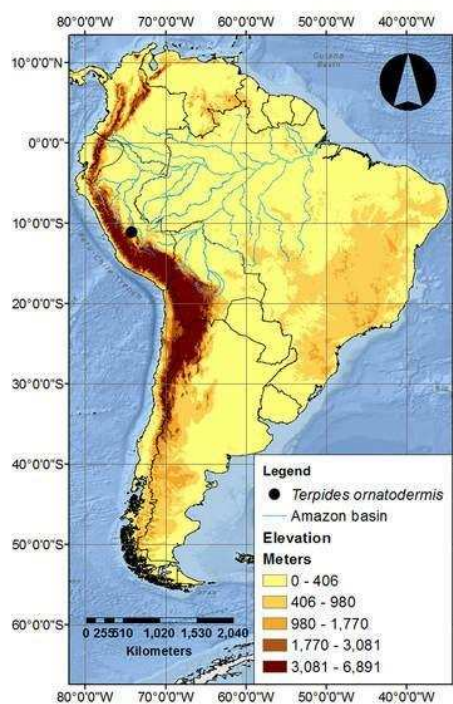 80°0'0"W 70°0'0"W 60°0'0"W 50°0'0"W 40°0'0"W
Guiana
Basin
10°0'0"N
0°0'0"
10°0'0"S
20°0'0"S
30°0'0"S
40°0'0"S
50°0'0"S
60°0'0"S
Legend
Terpides ornatodermis
Amazon basin
Elevation
Meters
0 - 406
406 - 980
980 - 1,770
1,770 - 3,081
3,081 - 6,891
0 255 510 1,020 1,530 2,040
Kilometers
80°0'0"W 70°0'0"W 60°0'0"W 50°0'0"W 40°0'0"W